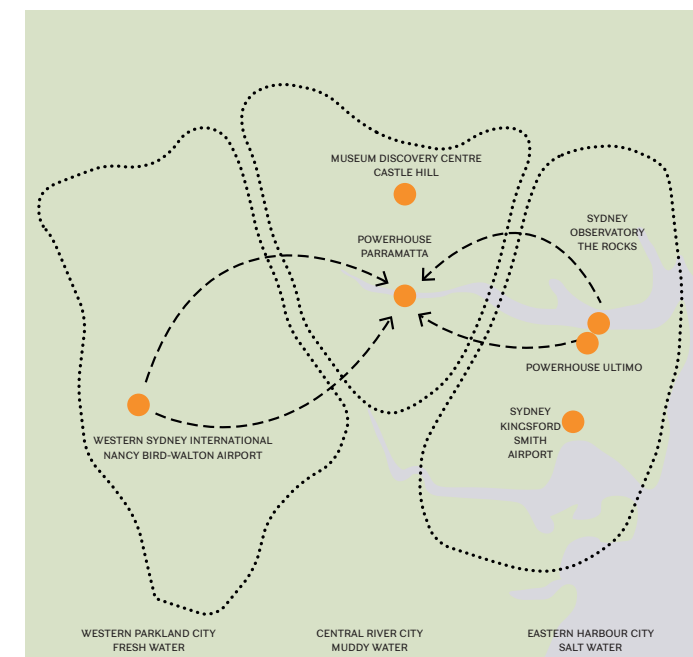 MUSEUM DISCOVERY CENTRE
CASTLE HILL
POWERHOUSE
PARRAMATTA
SYDNEY
OBSERVATORY
THE ROCKS
POWERHOUSE ULTIMO
SYDNEY
KINGSFORD
SMITH
AIRPORT
WESTERN SYDNEY INTERNATIONAL
NANCY BIRD-WALTON AIRPORT
WESTERN PARKLAND CITY
FRESH WATER
CENTRAL RIVER CITY
MUDDY WATER
EASTERN HARBOUR CITY
SALT WATER